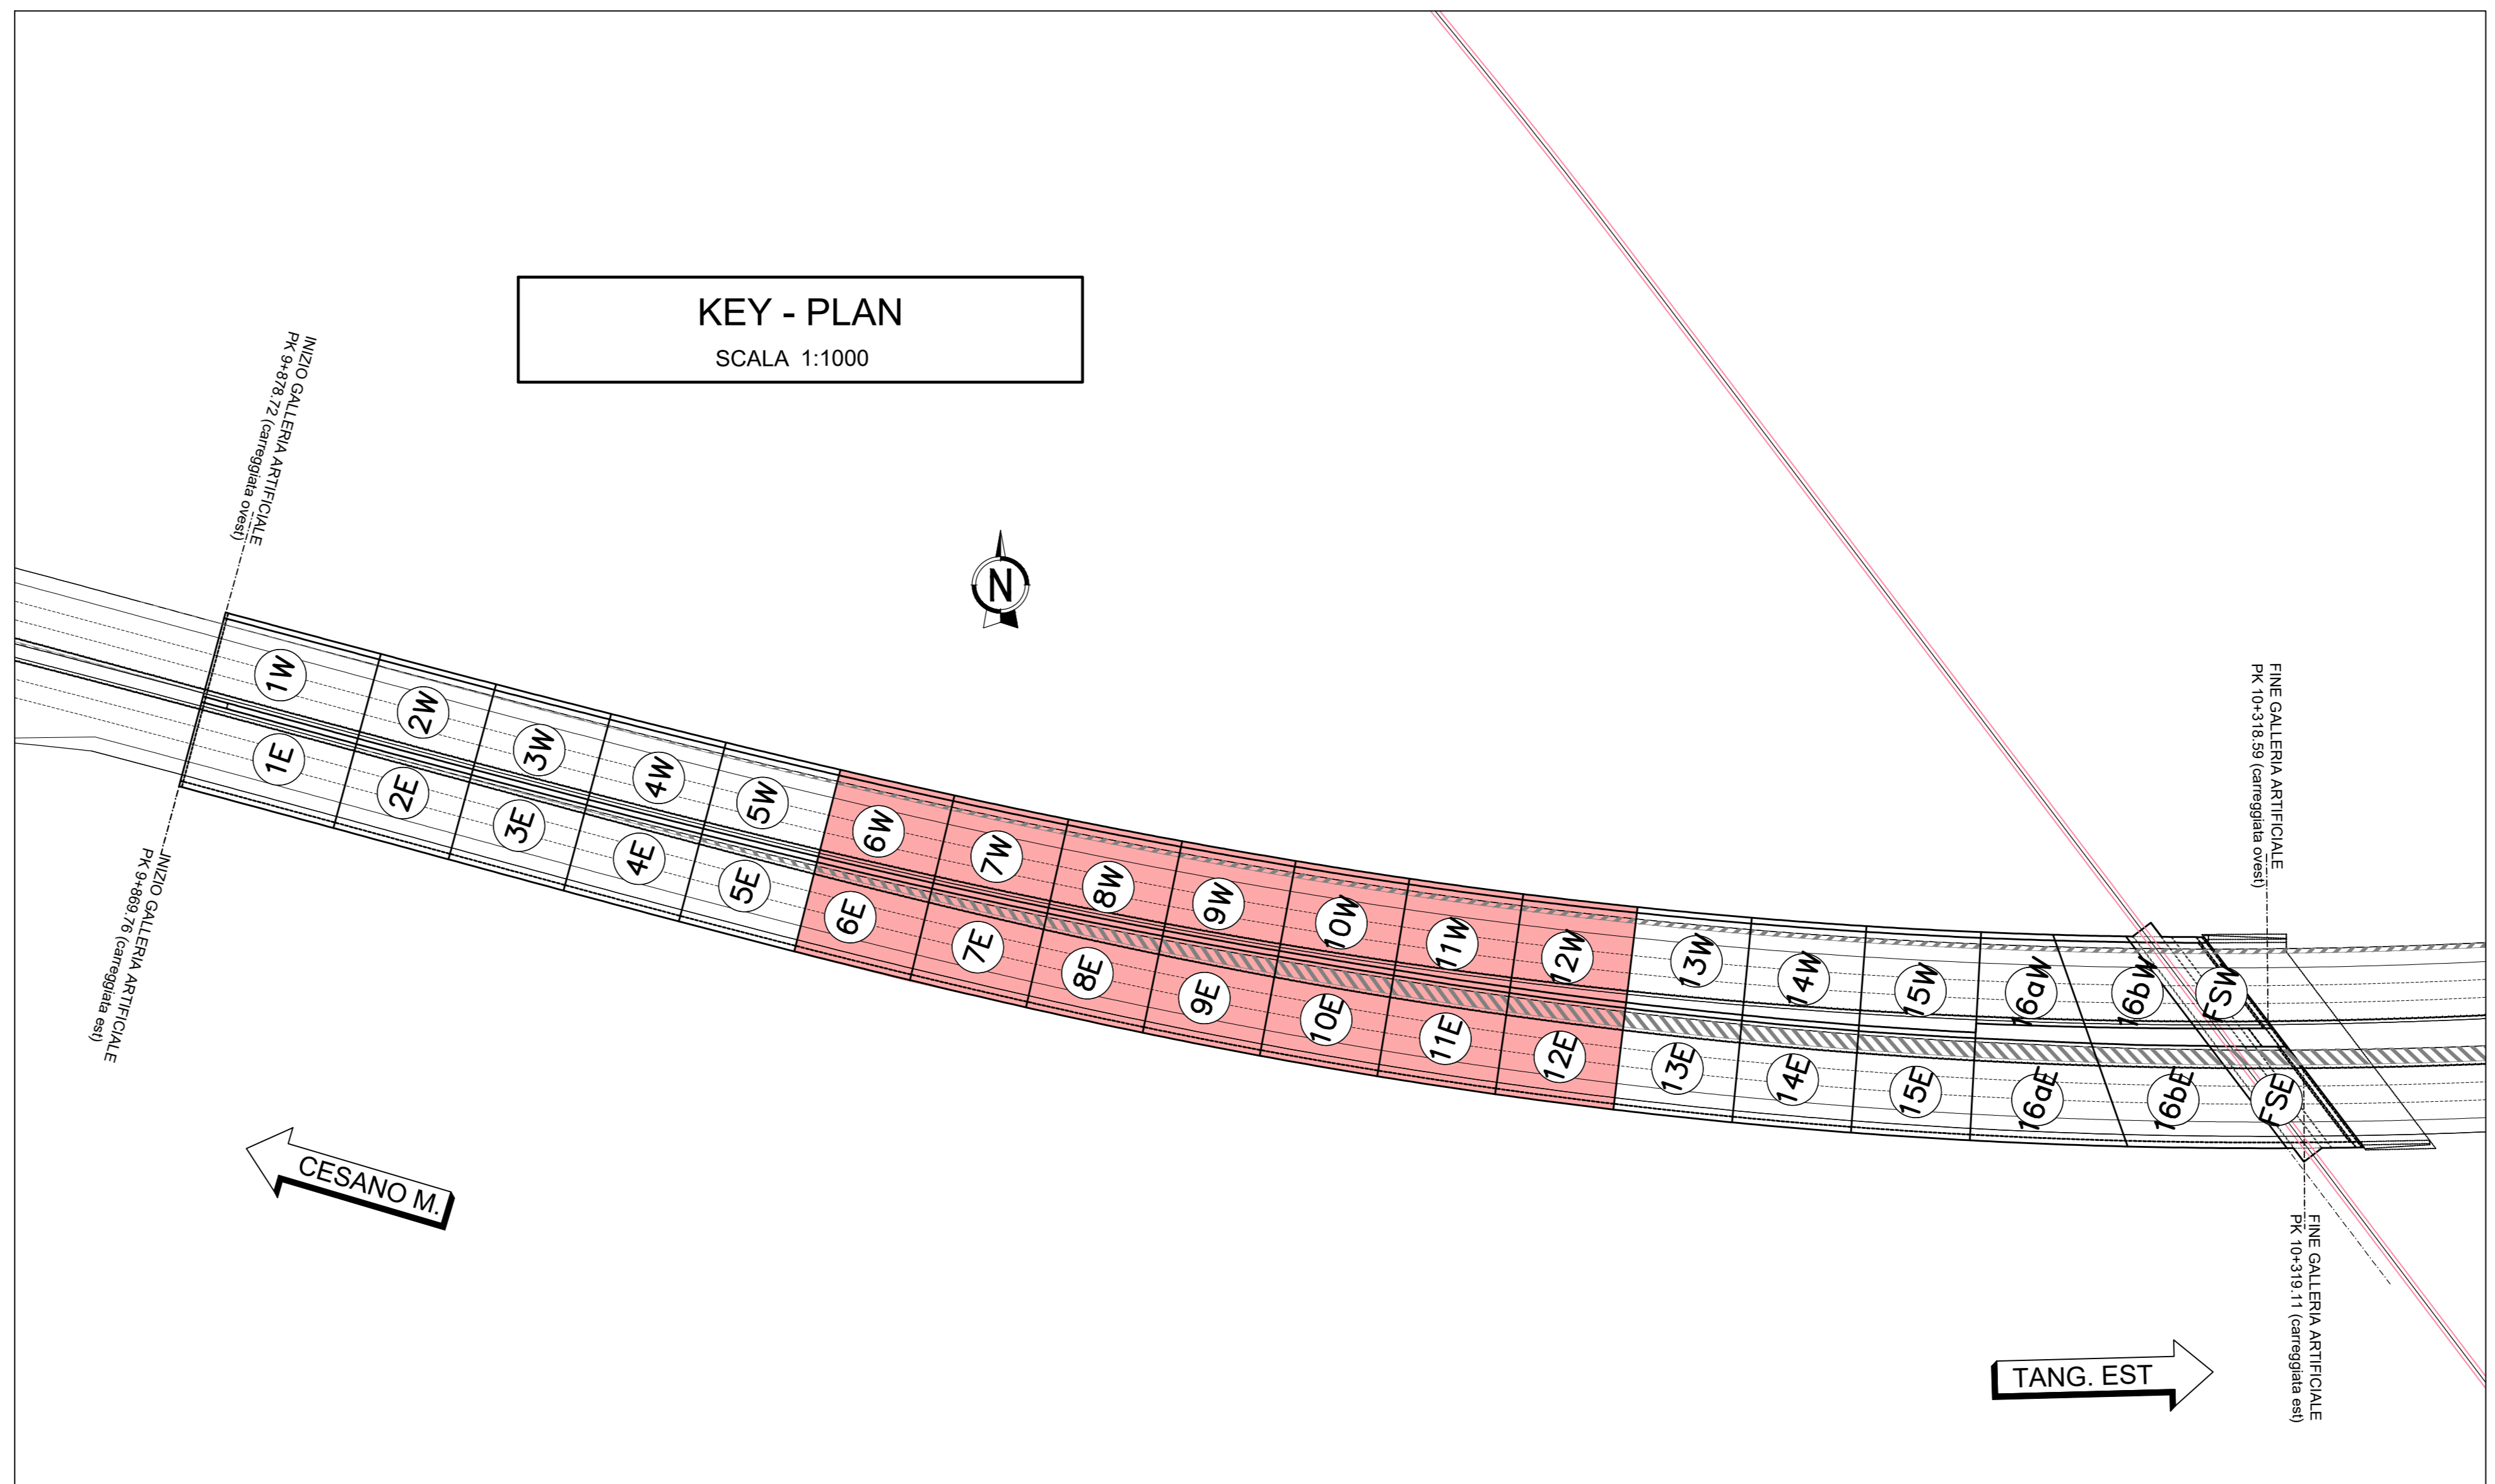 KEY - PLAN
SCALA 1:1000
INIZIO GALLERIA ARTIFICIALE
PK 9+878.72 (carreggiata ovest)
N
FINE GALLERIA ARTIFICIALE
PK 10+318.59 (carreggiata ovest)
1W
2W
3W
4W
5W
6W
7W
8W
9W
10W
11W
12W
13W
14W
15W
16aW
16bW
FSW
1E
2E
3E
4E
5E
6E
7E
8E
9E
10E
11E
12E
13E
14E
15E
16aE
16bE
FSE
INIZIO GALLERIA ARTIFICIALE
PK 9+869.76 (carreggiata est)
CESANO M.
TANG. EST
FINE GALLERIA ARTIFICIALE
PK 10+319.11 (carreggiata est)